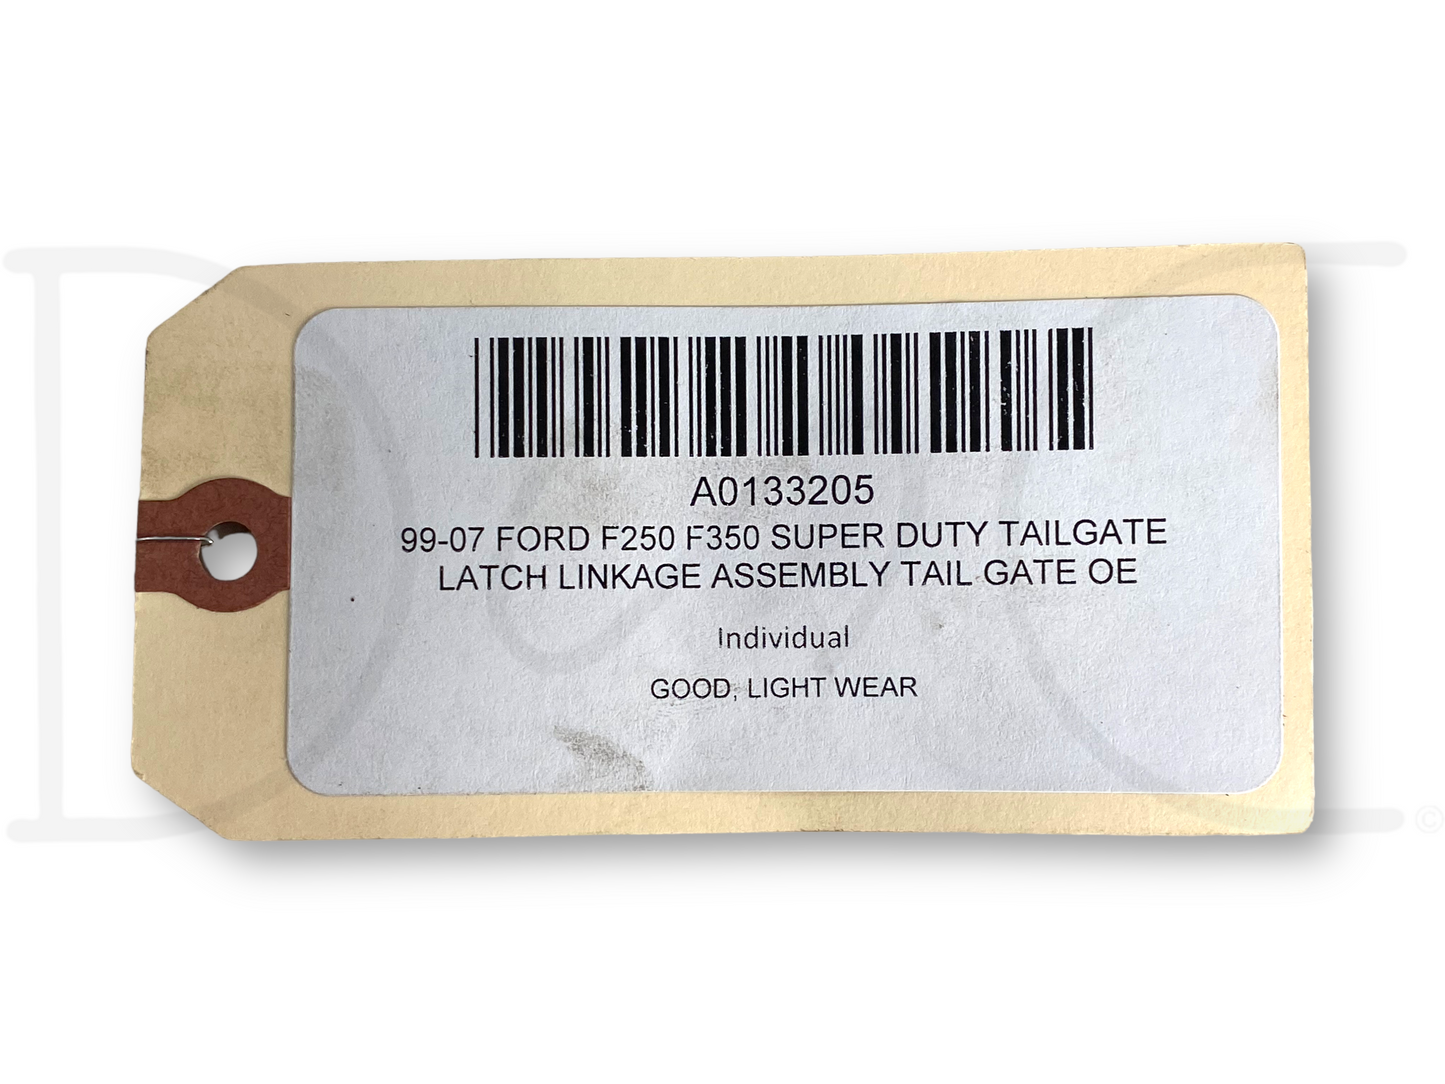 A0133205
99-07 FORD F250 F350 SUPER DUTY TAILGATE
LATCH LINKAGE ASSEMBLY TAIL GATE OE
Individual
GOOD, LIGHT WEAR
©